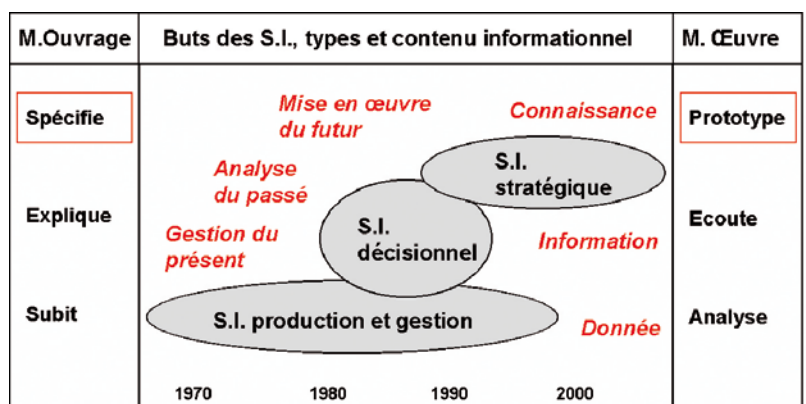 M.Ouvrage
Buts des S.I., types et contenu informationnel
M. Œuvre
Spécifie
Mise en œuvre
du futur
Connaissance
Prototype
S.I.
stratégique
Analyse
du passé
Explique
Gestion du
présent
S.I.
décisionnel
Information
Ecoute
Subit
S.I. production et gestion
Donnée
Analyse
1970
1980
1990
2000